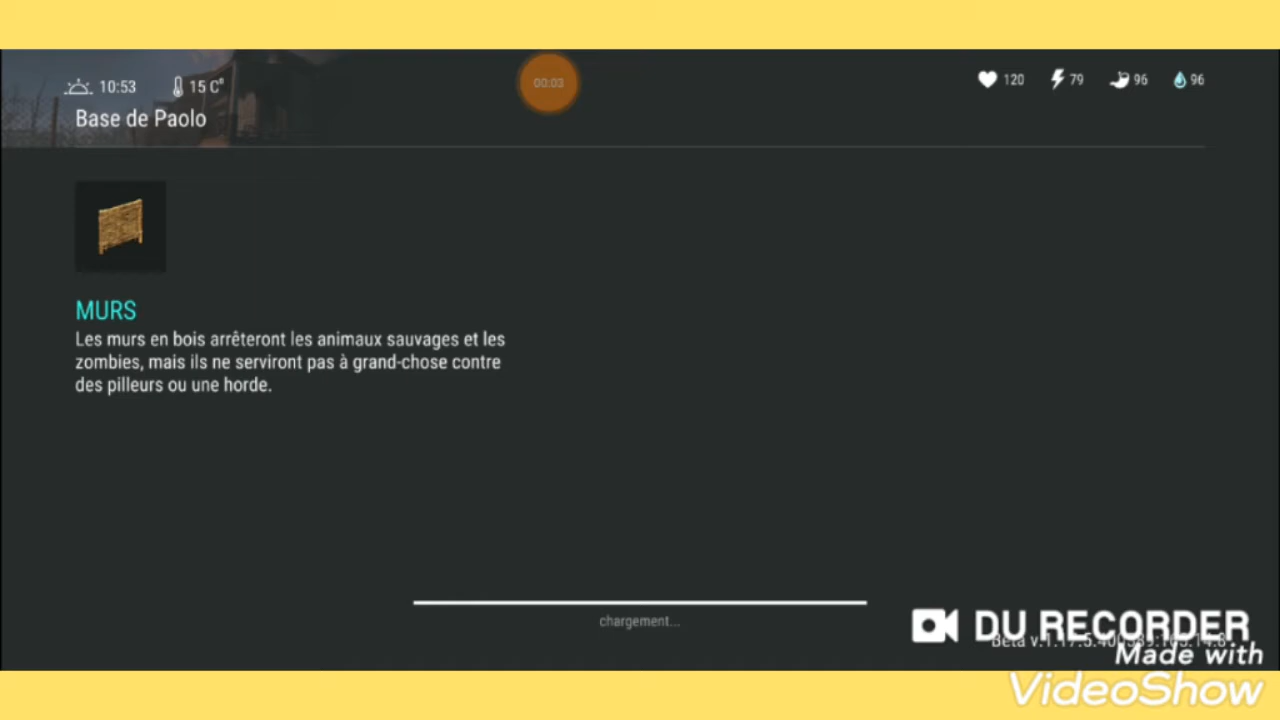 10:53 15 C°
Base de Paolo
00:03
120 79 96 96
MURS
Les murs en bois arrêteront les animaux sauvages et les
zombies, mais ils ne serviront pas à grand-chose contre
des pilleurs ou une horde.
chargement...
DU RECORDER
Beta
Made with
VideoShow